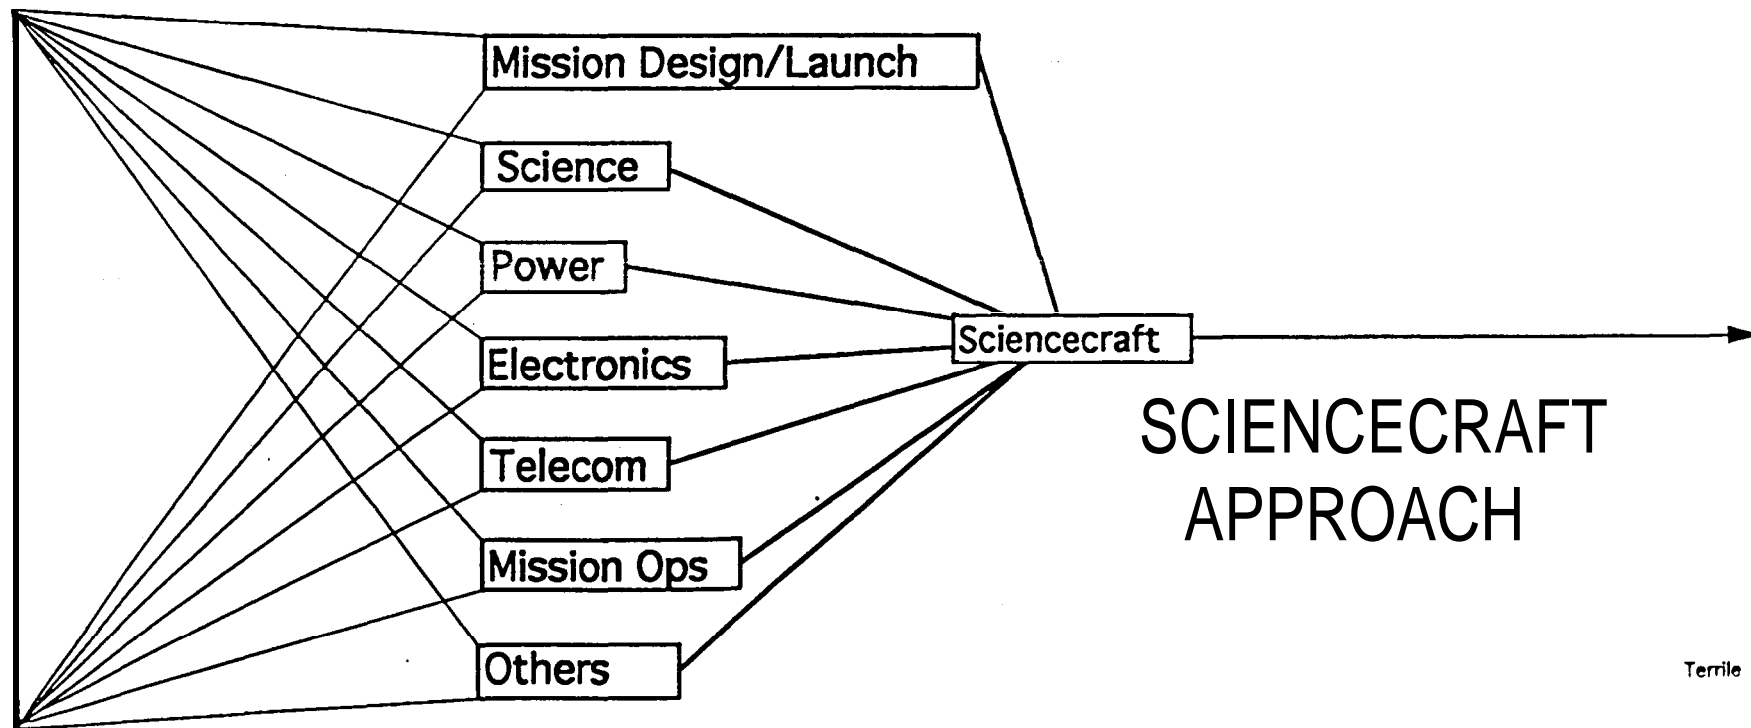 Mission Design/Launch
Science
Power
Electronics
Telecom
Mission Ops
Others
Sciencecraft
SCIENCECRAFT
APPROACH
Terrile